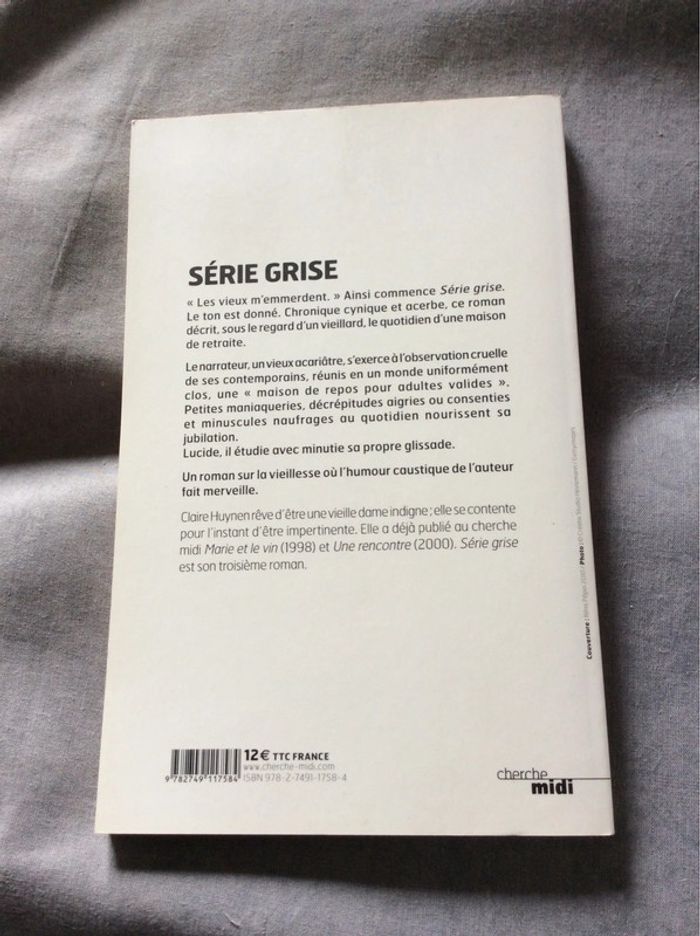 SÉRIE GRISE
« Les vieux m'emmerdent. » Ainsi commence Série grise.
Le ton est donné. Chronique cynique et acerbe, ce roman
décrit, sous le regard d'un vieillard, le quotidien d'une maison
de retraite.
Le narrateur, un vieux acariâtre, s'exerce à l'observation cruelle
de ses contemporains, réunis en un monde uniformément
clos, une « maison de repos pour adultes valides ».
Petites maniaqueries, décrépitudes aigries ou consenties
et minuscules naufrages au quotidien nourissent sa
jubilation.
Lucide, il étudie avec minutie sa propre glissade.
Un roman sur la vieillesse où l'humour caustique de l'auteur
fait merveille.
Claire Huynen rêve d'être une vieille dame indigne ; elle se contente
pour l'instant d'être impertinente. Elle a déjà publié au cherche
midi Marie et le vin (1998) et Une rencontre (2000). Série grise
est son troisième roman.
Couverture : Photo :
12 € TTC FRANCE
www.cherche-midi.com
9 782749 117584
ISBN 978-2-7491-1758-4
cherche
midi